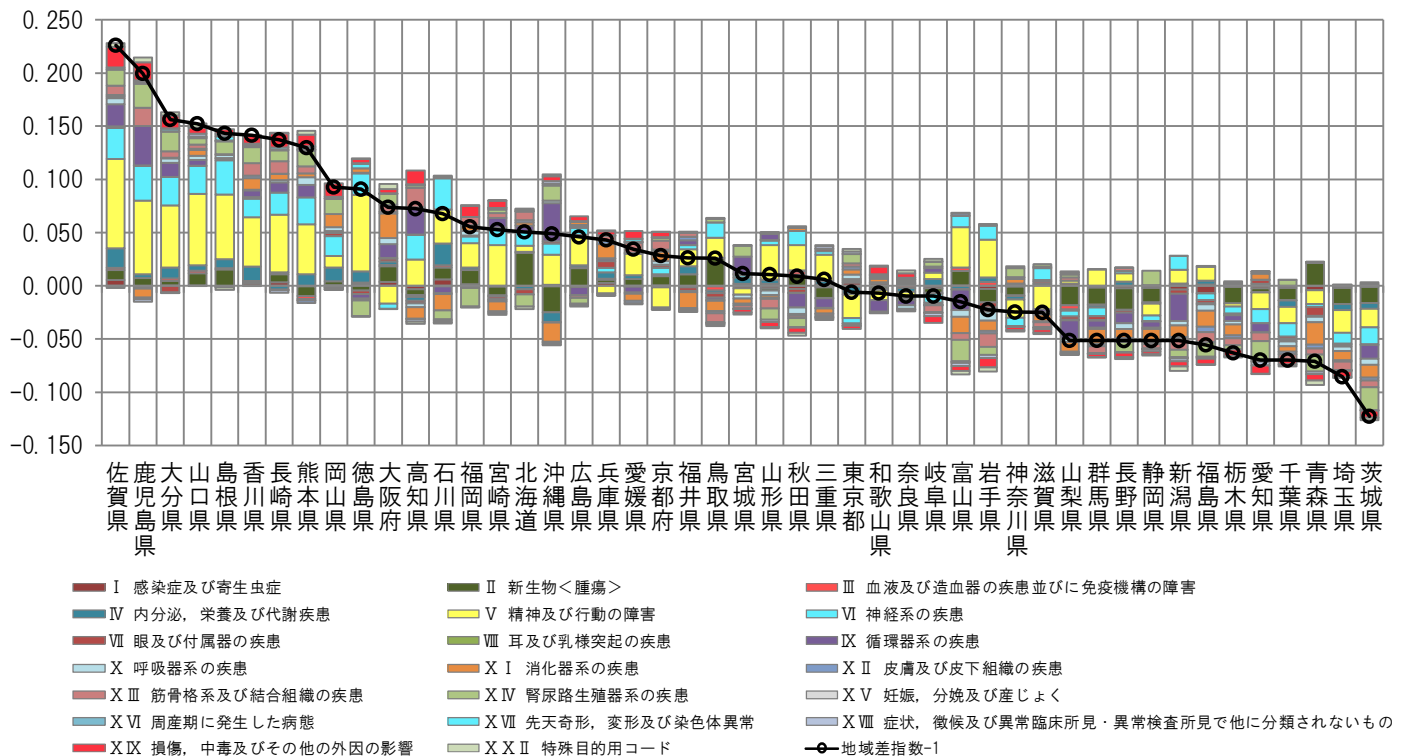 0.250
0.200
0.150
0.100
0.050
0.000
-0.050
-0.100
-0.150
佐賀県
鹿児島県
大分県
山口県
島根県
香川県
長崎県
熊本県
岡山県
徳島県
大阪府
高知県
石川県
福岡県
宮崎県
北海道
沖縄県
広島県
兵庫県
愛媛県
京都府
福井県
鳥取県
宮城県
山形県
秋田県
三重県
東京都
和歌山県
奈良県
岐阜県
富山県
岩手県
神奈川県
滋賀県
山梨県
群馬県
長野県
静岡県
新潟県
福島県
栃木県
愛知県
千葉県
青森県
埼玉県
茨城県
Ⅰ 感染症及び寄生虫症
Ⅱ 新生物＜腫瘍＞
Ⅲ 血液及び造血器の疾患並びに免疫機構の障害
Ⅳ 内分泌，栄養及び代謝疾患
Ⅴ 精神及び行動の障害
Ⅵ 神経系の疾患
Ⅶ 眼及び付属器の疾患
Ⅷ 耳及び乳様突起の疾患
Ⅸ 循環器系の疾患
Ⅹ 呼吸器系の疾患
ⅩⅠ 消化器系の疾患
ⅩⅡ 皮膚及び皮下組織の疾患
ⅩⅢ 筋骨格系及び結合組織の疾患
ⅩⅣ 腎尿路生殖器系の疾患
ⅩⅤ 妊娠，分娩及び産じょく
ⅩⅥ 周産期に発生した病態
ⅩⅦ 先天奇形，変形及び染色体異常
ⅩⅧ 症状，徴候及び異常臨床所見・異常検査所見で他に分類されないもの
ⅩⅨ 損傷，中毒及びその他の外因の影響
ⅩⅩⅡ 特殊目的用コード
地域差指数-1